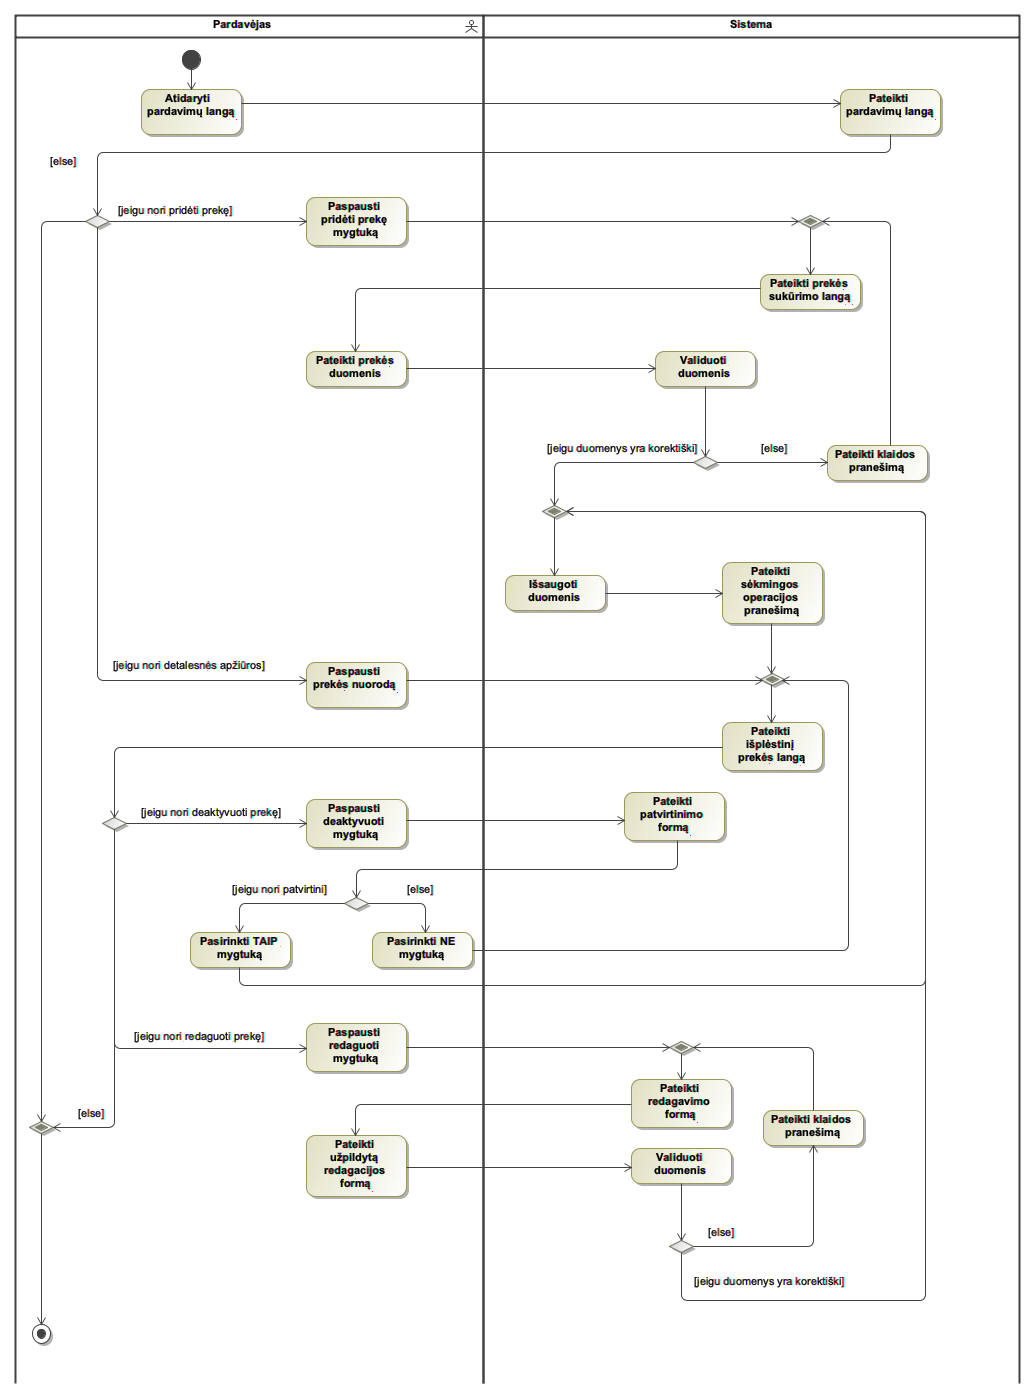 Pardavėjas
Sistema
Atidaryti
pardavimų langą
Pateikti
pardavimų langą
[else]
[jeigu nori pridėti prekę]
Paspausti
pridėti prekę
mygtuką
Pateikti prekės
sukūrimo langą
Pateikti prekės
duomenis
Validuoti
duomenis
[jeigu duomenys yra korektiški]
[else]
Pateikti klaidos
pranešimą
Išsaugoti
duomenis
Pateikti
sėkmingos
operacijos
pranešimą
[jeigu nori detalesnės apžiūros]
Paspausti
prekės nuorodą
Pateikti
išplėstinį
prekės langą
[jeigu nori deaktyvuoti prekę]
Paspausti
deaktyvuoti
mygtuką
Pateikti
patvirtinimo
formą
[jeigu nori patvirtini]
[else]
Pasirinkti TAIP
mygtuką
Pasirinkti NE
mygtuką
[jeigu nori redaguoti prekę]
Paspausti
redaguoti
mygtuką
Pateikti
redagavimo
formą
[else]
Pateikti klaidos
pranešimą
Pateikti
užpildytą
redagacijos
formą
Validuoti
duomenis
[else]
[jeigu duomenys yra korektiški]